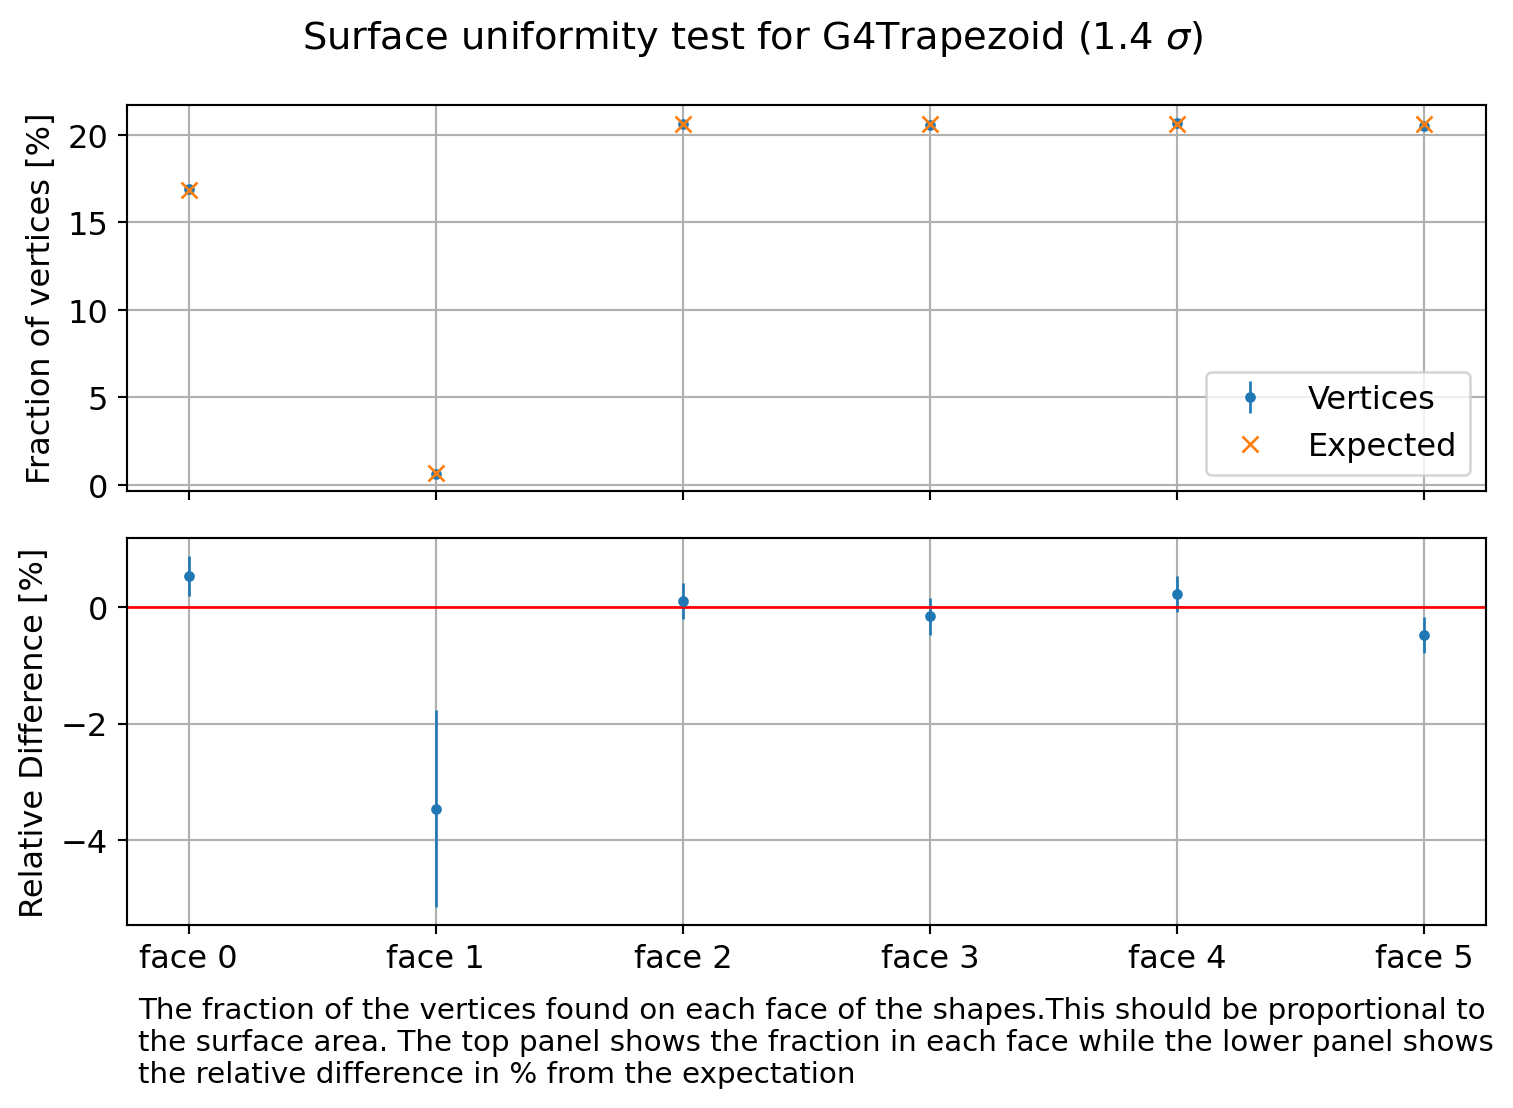 Surface uniformity test for G4Trapezoid (1.4 σ)
Fraction of vertices [%]
20
15
10
5
0
Vertices
Expected
Relative Difference [%]
0
−2
−4
face 0
face 1
face 2
face 3
face 4
face 5
The fraction of the vertices found on each face of the shapes.This should be proportional to
the surface area. The top panel shows the fraction in each face while the lower panel shows
the relative difference in % from the expectation